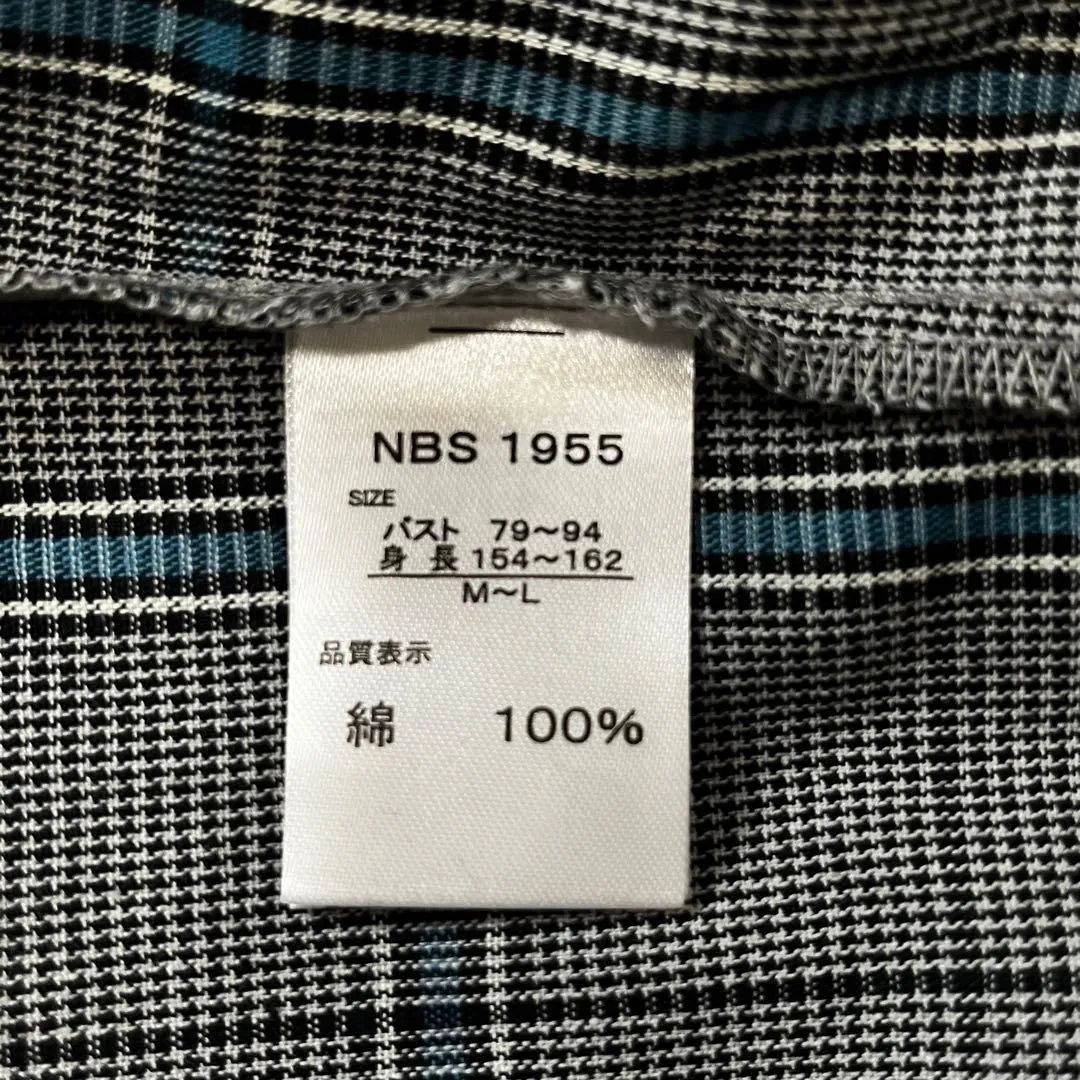 NBS 1955
SIZE
バスト 79～94
身 長 154～162
M～L
品質表示
綿 100%